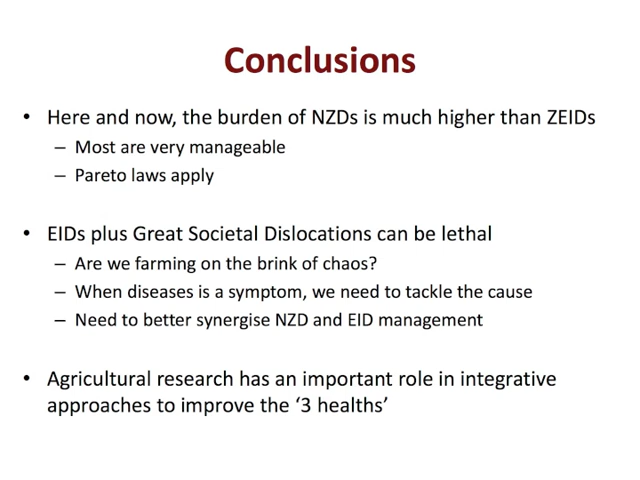 Conclusions
• Here and now, the burden of NZDs is much higher than ZEIDs
– Most are very manageable
– Pareto laws apply
• EIDs plus Great Societal Dislocations can be lethal
– Are we farming on the brink of chaos?
– When diseases is a symptom, we need to tackle the cause
– Need to better synergise NZD and EID management
• Agricultural research has an important role in integrative
approaches to improve the ‘3 healths’